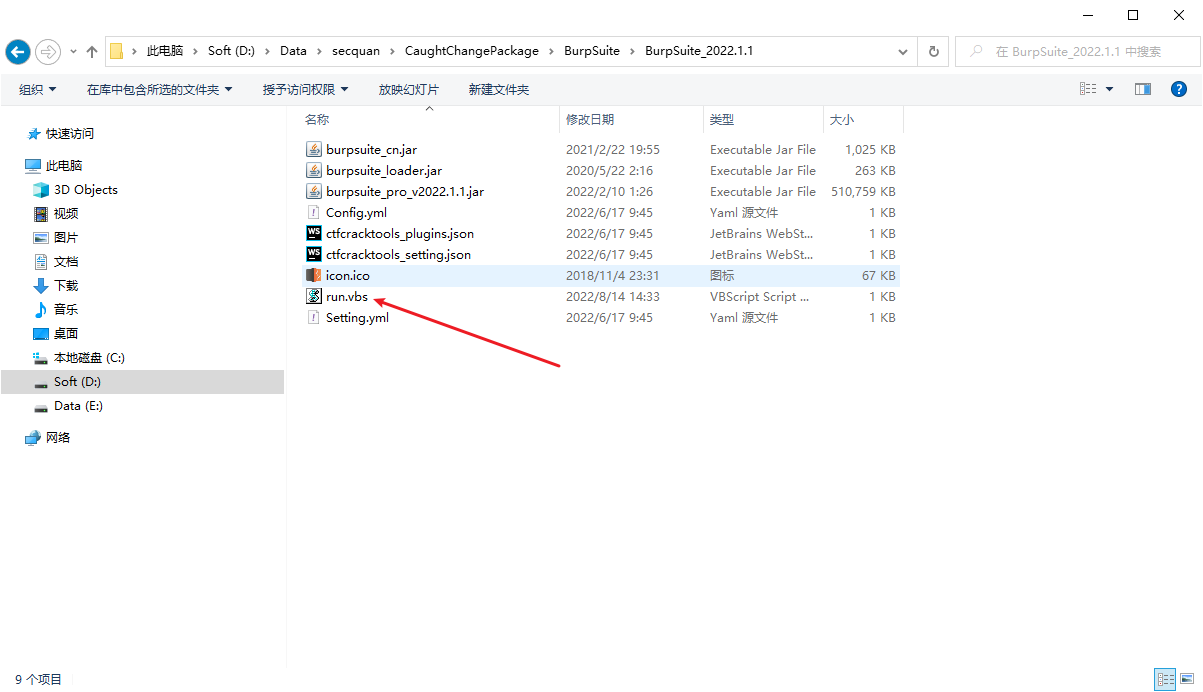 此电脑 › Soft (D:) › Data › secquan › CaughtChangePackage › BurpSuite › BurpSuite_2022.1.1
在 BurpSuite_2022.1.1 中搜索
组织 在库中包含所选的文件夹 授予访问权限 放映幻灯片 新建文件夹
快速访问
此电脑
3D Objects
视频
图片
文档
下载
音乐
桌面
本地磁盘 (C:)
Soft (D:)
Data (E:)
网络
名称 修改日期 类型 大小
burpsuite_cn.jar 2021/2/22 19:55 Executable Jar File 1,025 KB
burpsuite_loader.jar 2020/5/22 2:16 Executable Jar File 263 KB
burpsuite_pro_v2022.1.1.jar 2022/2/10 1:26 Executable Jar File 510,759 KB
Config.yml 2022/6/17 9:45 Yaml 源文件 1 KB
WS ctfcracktools_plugins.json 2022/6/17 9:45 JetBrains WebSt... 1 KB
WS ctfcracktools_setting.json 2022/6/17 9:45 JetBrains WebSt... 1 KB
icon.ico 2018/11/4 23:31 图标 67 KB
run.vbs 2022/8/14 14:33 VBScript Script ... 1 KB
Setting.yml 2022/6/17 9:45 Yaml 源文件 1 KB
9 个项目